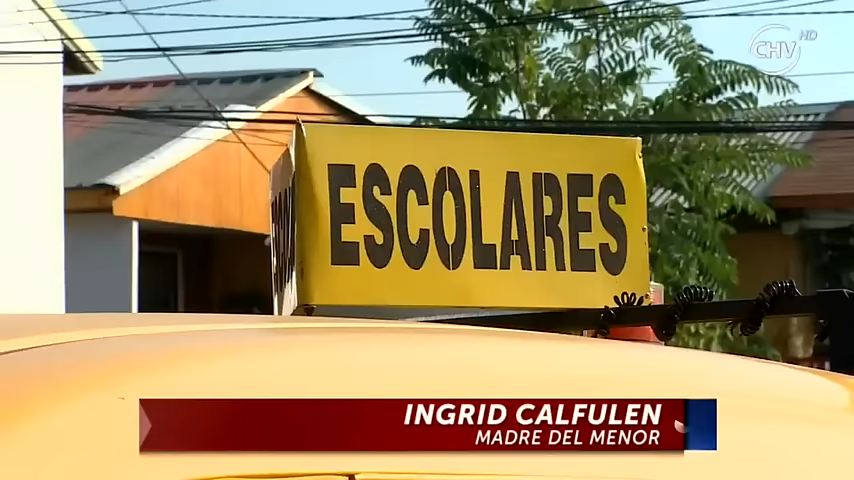 CHV HD
ESCOLARES
INGRID CALFULEN
MADRE DEL MENOR